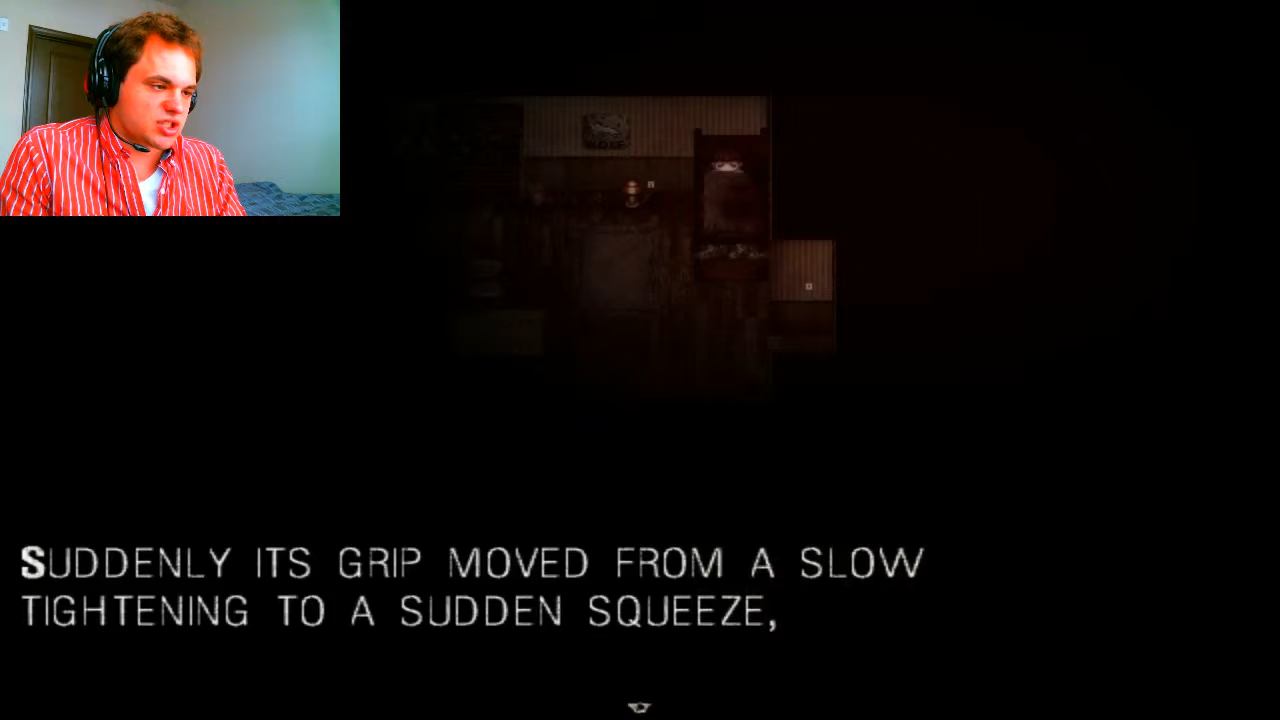 SUDDENLY ITS GRIP MOVED FROM A SLOW
TIGHTENING TO A SUDDEN SQUEEZE,